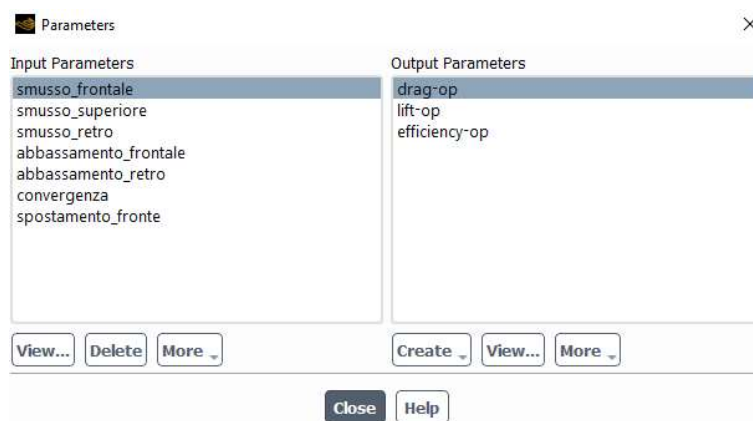 Parameters
Input Parameters
smusso_frontale
smusso_superiore
smusso_retro
abbassamento_frontale
abbassamento_retro
convergenza
spostamento_fronte
View...
Delete
More
Output Parameters
drag-op
lift-op
efficiency-op
Create
View...
More
Close
Help